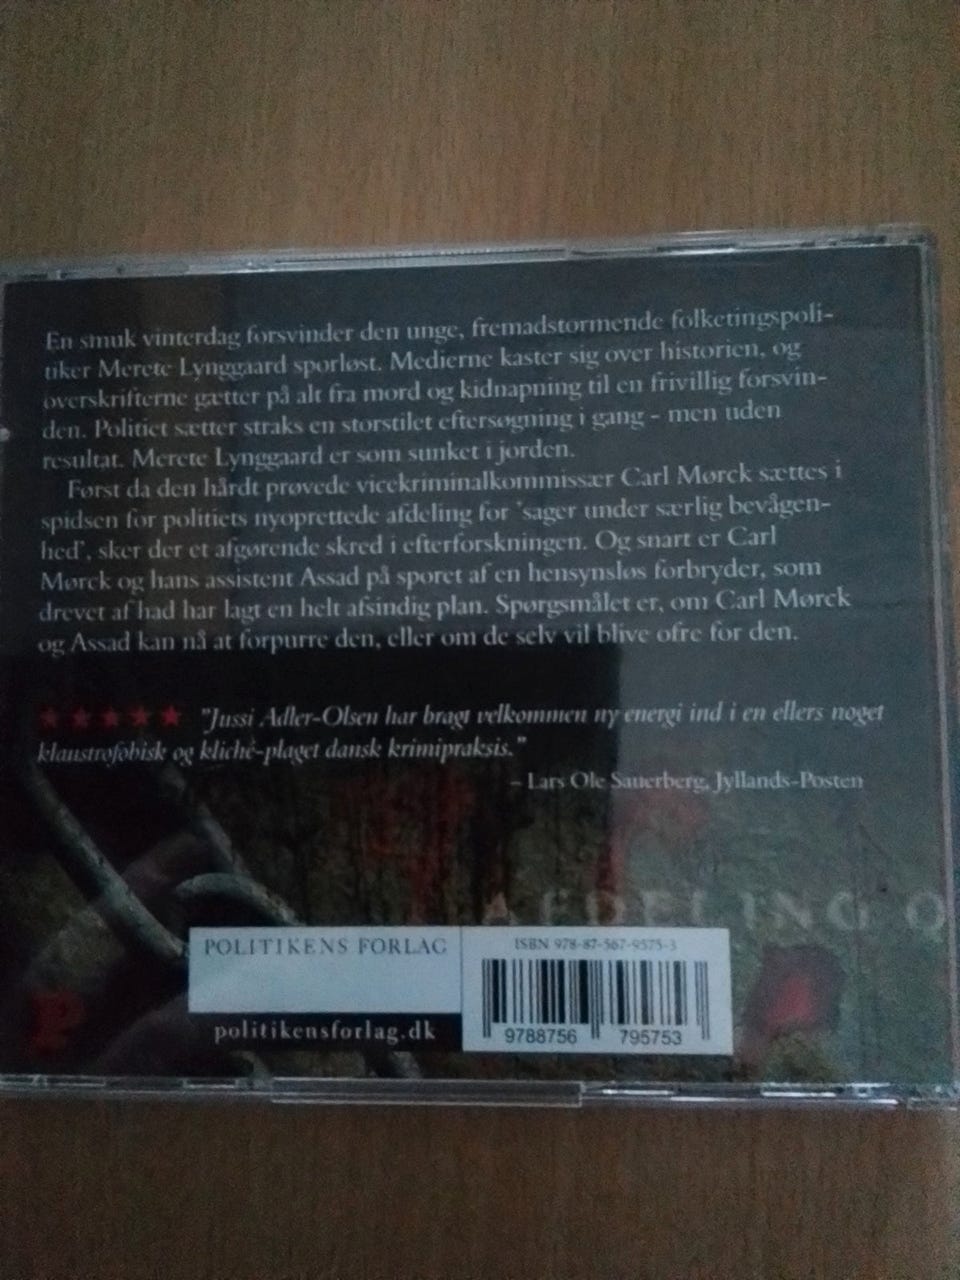 En smuk vinterdag forsvinder den unge, fremadstormende folketingspoli-
tiker Merete Lynggaard sporløst. Medierne kaster sig over historien, og
overskrifterne gætter på alt fra mord og kidnapning til en frivillig forsvin-
den. Politiet sætter straks en storstilet eftersøgning i gang - men uden
resultat. Merete Lynggaard er som sunket i jorden.
Først da den hårdt prøvede vicekriminalkommissær Carl Mørck sættes i
spidsen for politiets nyoprettede afdeling for 'sager under særlig bevågen-
hed', sker der et afgørende skred i efterforskningen. Og snart er Carl
Mørck og hans assistent Assad på sporet af en hensynsløs forbryder, som
drevet af had har lagt en helt afsindig plan. Spørgsmålet er, om Carl Mørck
og Assad kan nå at forpurre den, eller om de selv vil blive ofre for den.
★★★★★ "Jussi Adler-Olsen har bragt velkommen ny energi ind i en ellers noget
klaustrofobisk og kliché-plaget dansk krimipraksis."
– Lars Ole Sauerberg, Jyllands-Posten
AFDELING Q
POLITIKENS FORLAG
politikensforlag.dk
ISBN 978-87-567-9575-3
9788756 795753